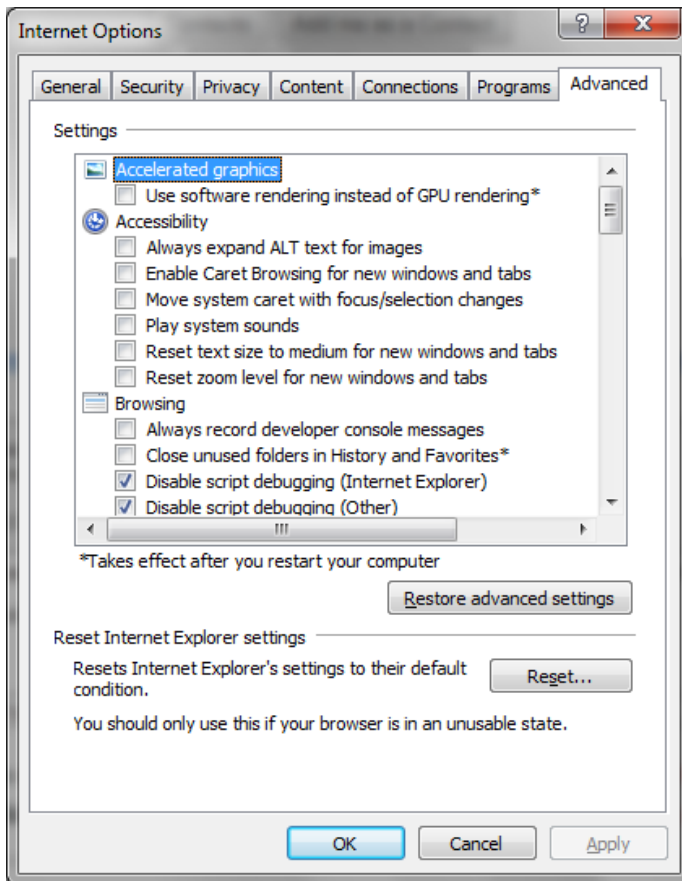 Internet Options
General Security Privacy Content Connections Programs Advanced
Settings
Accelerated graphics
Use software rendering instead of GPU rendering*
Accessibility
Always expand ALT text for images
Enable Caret Browsing for new windows and tabs
Move system caret with focus/selection changes
Play system sounds
Reset text size to medium for new windows and tabs
Reset zoom level for new windows and tabs
Browsing
Always record developer console messages
Close unused folders in History and Favorites*
Disable script debugging (Internet Explorer)
Disable script debugging (Other)
*Takes effect after you restart your computer
Restore advanced settings
Reset Internet Explorer settings
Resets Internet Explorer's settings to their default
condition.
Reset...
You should only use this if your browser is in an unusable state.
OK Cancel Apply